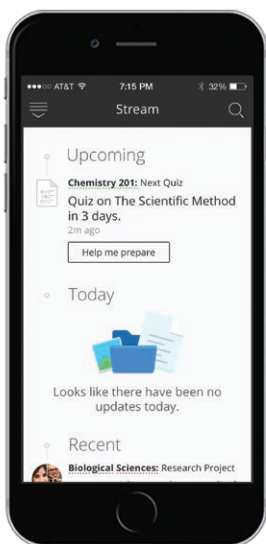 AT&T 7:15 PM 32%
Stream
Upcoming
Chemistry 201: Next Quiz
Quiz on The Scientific Method
in 3 days.
2m ago
Help me prepare
Today
Looks like there have been no
updates today.
Recent
Biological Sciences: Research Project